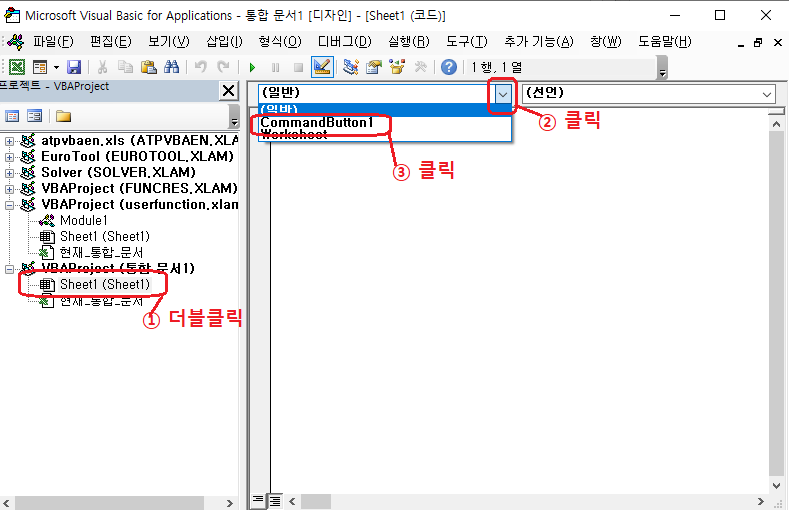 Microsoft Visual Basic for Applications - 통합 문서1 [디자인] - [Sheet1 (코드)]
파일(F) 편집(E) 보기(V) 삽입(I) 형식(O) 디버그(D) 실행(R) 도구(T) 추가 기능(A) 창(W) 도움말(H)
1 행, 1 열
프로젝트 - VBAProject
(일반) (선언)
(일반)
CommandButton1
Worksheet
② 클릭
③ 클릭
atpvbaen.xls (ATPVBAEN.XLAM)
EuroTool (EUROTOOL.XLAM)
Solver (SOLVER.XLAM)
VBAProject (FUNCRES.XLAM)
VBAProject (userfunction.xlam
Module1
Sheet1 (Sheet1)
현재_통합_문서
VBAProject (통합 문서1)
Sheet1 (Sheet1)
현재_통합_문서
① 더블클릭